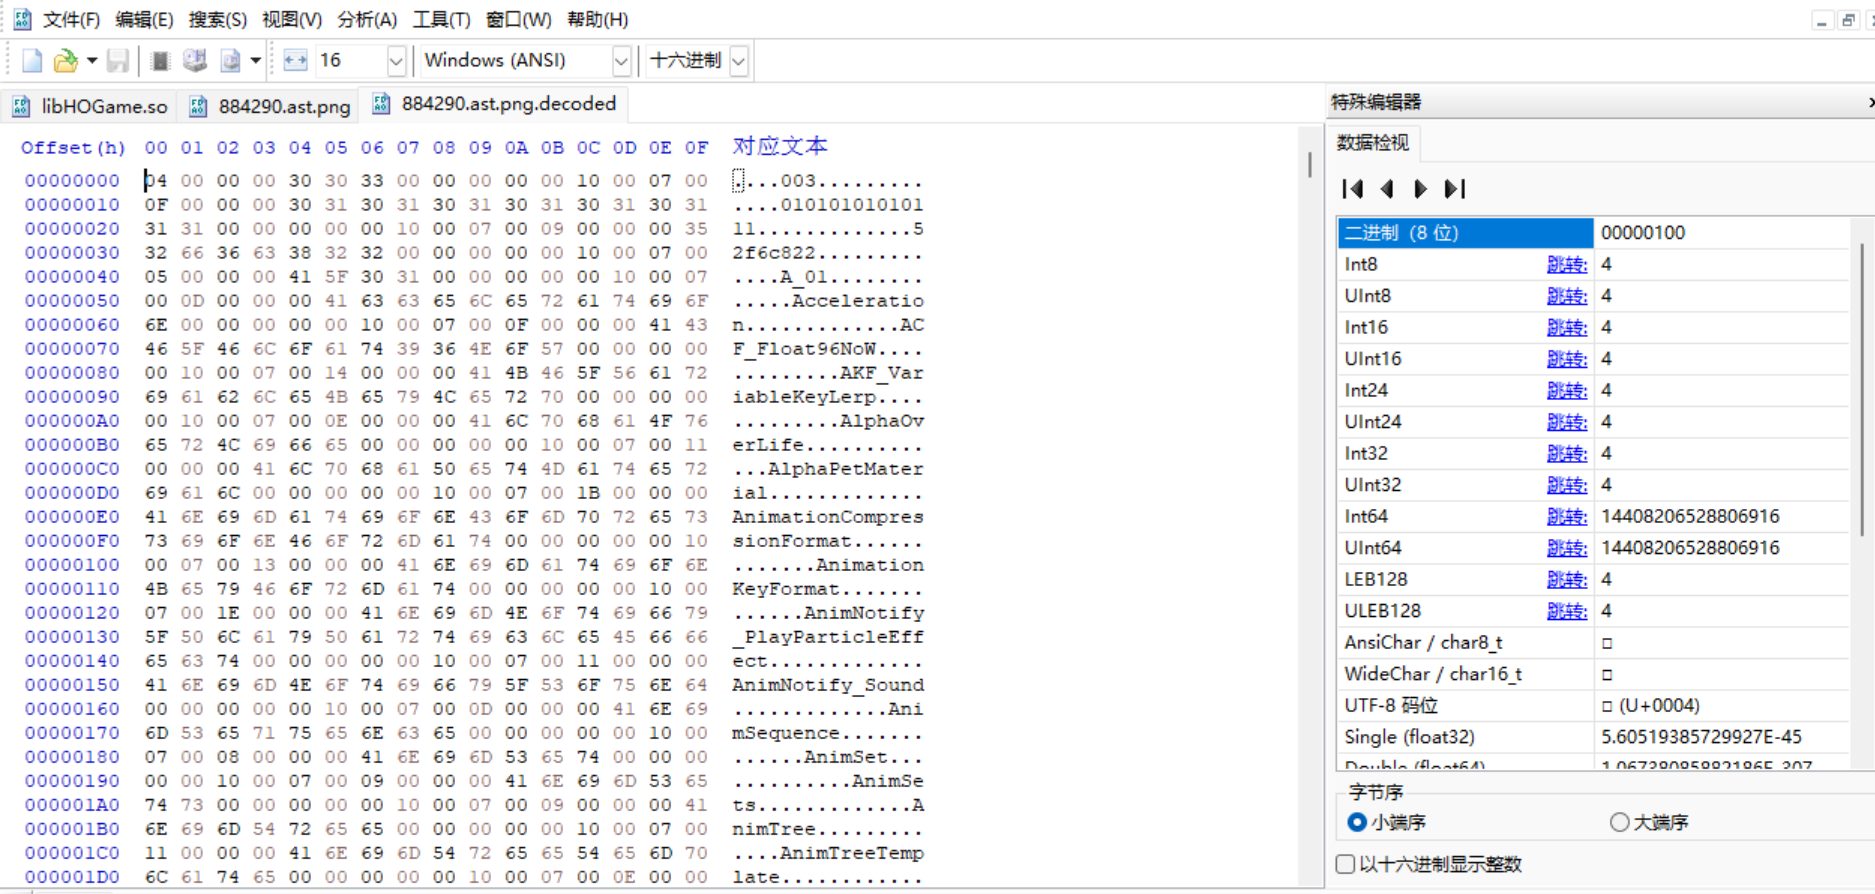 文件(F) 编辑(E) 搜索(S) 视图(V) 分析(A) 工具(T) 窗口(W) 帮助(H)
16 Windows (ANSI) 十六进制
libHOGame.so 884290.ast.png 884290.ast.png.decoded
Offset(h) 00 01 02 03 04 05 06 07 08 09 0A 0B 0C 0D 0E 0F 对应文本
00000000 04 00 00 00 30 30 33 00 00 00 00 00 10 00 07 00 ....003.........
00000010 0F 00 00 00 30 31 30 31 30 31 30 31 30 31 30 31 ....010101010101
00000020 31 31 00 00 00 00 00 10 00 07 00 09 00 00 00 35 11.............5
00000030 32 66 36 63 38 32 32 00 00 00 00 00 10 00 07 00 2f6c822.........
00000040 05 00 00 00 41 5F 30 31 00 00 00 00 00 10 00 07 ....A_01........
00000050 00 0D 00 00 00 41 63 63 65 6C 65 72 61 74 69 6F .....Acceleratio
00000060 6E 00 00 00 00 00 10 00 07 00 0F 00 00 00 41 43 n.............AC
00000070 46 5F 46 6C 6F 61 74 39 36 4E 6F 57 00 00 00 00 F_Float96NoW....
00000080 00 10 00 07 00 14 00 00 00 41 4B 46 5F 56 61 72 .........AKF_Var
00000090 69 61 62 6C 65 4B 65 79 4C 65 72 70 00 00 00 00 iableKeyLerp....
000000A0 00 10 00 07 00 0E 00 00 00 41 6C 70 68 61 4F 76 .........AlphaOv
000000B0 65 72 4C 69 66 65 00 00 00 00 00 10 00 07 00 11 erLife..........
000000C0 00 00 00 41 6C 70 68 61 50 65 74 4D 61 74 65 72 ...AlphaPetMater
000000D0 69 61 6C 00 00 00 00 00 10 00 07 00 1B 00 00 00 ial.............
000000E0 41 6E 69 6D 61 74 69 6F 6E 43 6F 6D 70 72 65 73 AnimationCompres
000000F0 73 69 6F 6E 46 6F 72 6D 61 74 00 00 00 00 00 10 sionFormat......
00000100 00 07 00 13 00 00 00 41 6E 69 6D 61 74 69 6F 6E .......Animation
00000110 4B 65 79 46 6F 72 6D 61 74 00 00 00 00 00 10 00 KeyFormat.......
00000120 07 00 1E 00 00 00 41 6E 69 6D 4E 6F 74 69 66 79 ......AnimNotify
00000130 5F 50 6C 61 79 50 61 72 74 69 63 6C 65 45 66 66 _PlayParticleEff
00000140 65 63 74 00 00 00 00 00 10 00 07 00 11 00 00 00 ect.............
00000150 41 6E 69 6D 4E 6F 74 69 66 79 5F 53 6F 75 6E 64 AnimNotify_Sound
00000160 00 00 00 00 00 10 00 07 00 0D 00 00 00 41 6E 69 .............Ani
00000170 6D 53 65 71 75 65 6E 63 65 00 00 00 00 00 10 00 mSequence.......
00000180 07 00 08 00 00 00 41 6E 69 6D 53 65 74 00 00 00 ......AnimSet...
00000190 00 00 10 00 07 00 09 00 00 00 41 6E 69 6D 53 65 ..........AnimSe
000001A0 74 73 00 00 00 00 00 10 00 07 00 09 00 00 00 41 ts.............A
000001B0 6E 69 6D 54 72 65 65 00 00 00 00 00 10 00 07 00 nimTree.........
000001C0 11 00 00 00 41 6E 69 6D 54 72 65 65 54 65 6D 70 ....AnimTreeTemp
000001D0 6C 61 74 65 00 00 00 00 00 10 00 07 00 0E 00 00 late............
特殊编辑器
数据检视
二进制 (8 位) 00000100
Int8 跳转: 4
UInt8 跳转: 4
Int16 跳转: 4
UInt16 跳转: 4
Int24 跳转: 4
UInt24 跳转: 4
Int32 跳转: 4
UInt32 跳转: 4
Int64 跳转: 14408206528806916
UInt64 跳转: 14408206528806916
LEB128 跳转: 4
ULEB128 跳转: 4
AnsiChar / char8_t □
WideChar / char16_t □
UTF-8 码位 □ (U+0004)
Single (float32) 5.60519385729927E-45
Double (float64) 1.06738085882186E-307
字节序
小端序 大端序
以十六进制显示整数